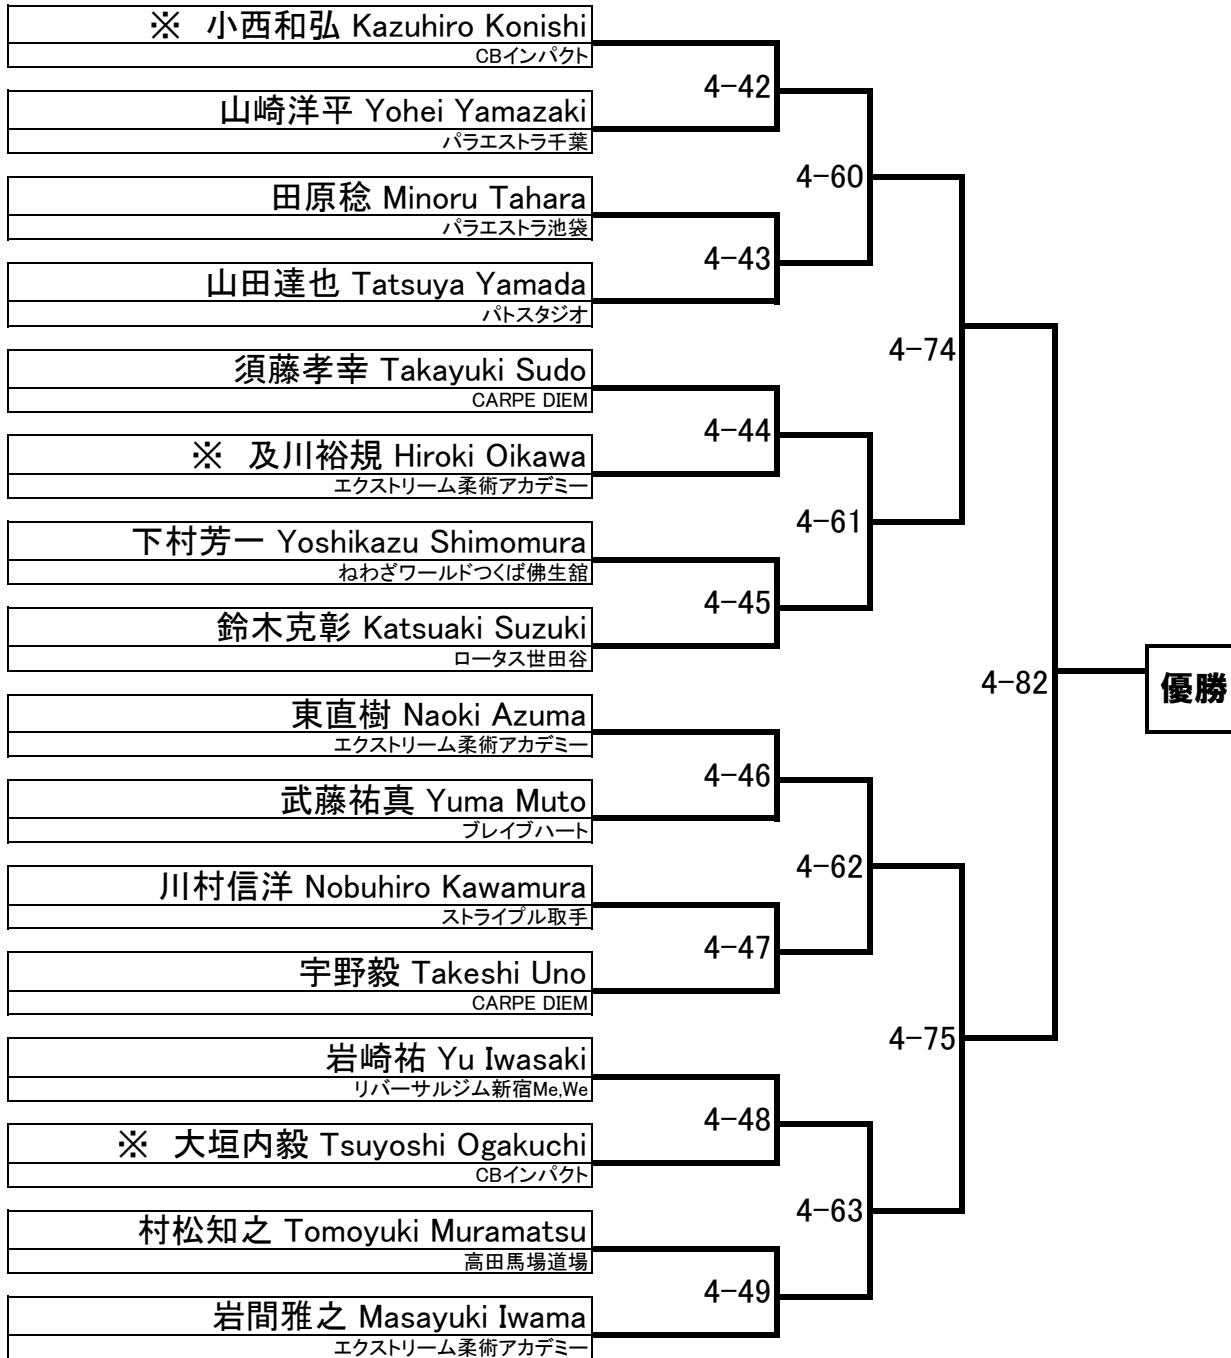 ※ 小西和弘 Kazuhiro Konishi
CBインパクト
4-42
山崎洋平 Yohei Yamazaki
パラエストラ千葉
4-60
田原稔 Minoru Tahara
パラエストラ池袋
4-43
山田達也 Tatsuya Yamada
パトスタジオ
4-74
須藤孝幸 Takayuki Sudo
CARPE DIEM
4-44
※ 及川裕規 Hiroki Oikawa
エクストリーム柔術アカデミー
4-61
下村芳一 Yoshikazu Shimomura
ねわざワールドつくば佛生舘
4-45
鈴木克彰 Katsuaki Suzuki
ロータス世田谷
4-82
優勝
東直樹 Naoki Azuma
エクストリーム柔術アカデミー
4-46
武藤祐真 Yuma Muto
ブレイブハート
4-62
川村信洋 Nobuhiro Kawamura
ストライプル取手
4-47
宇野毅 Takeshi Uno
CARPE DIEM
4-75
岩崎祐 Yu Iwasaki
リバーサルジム新宿Me,We
4-48
※ 大垣内毅 Tsuyoshi Ogakuchi
CBインパクト
4-63
村松知之 Tomoyuki Muramatsu
高田馬場道場
4-49
岩間雅之 Masayuki Iwama
エクストリーム柔術アカデミー